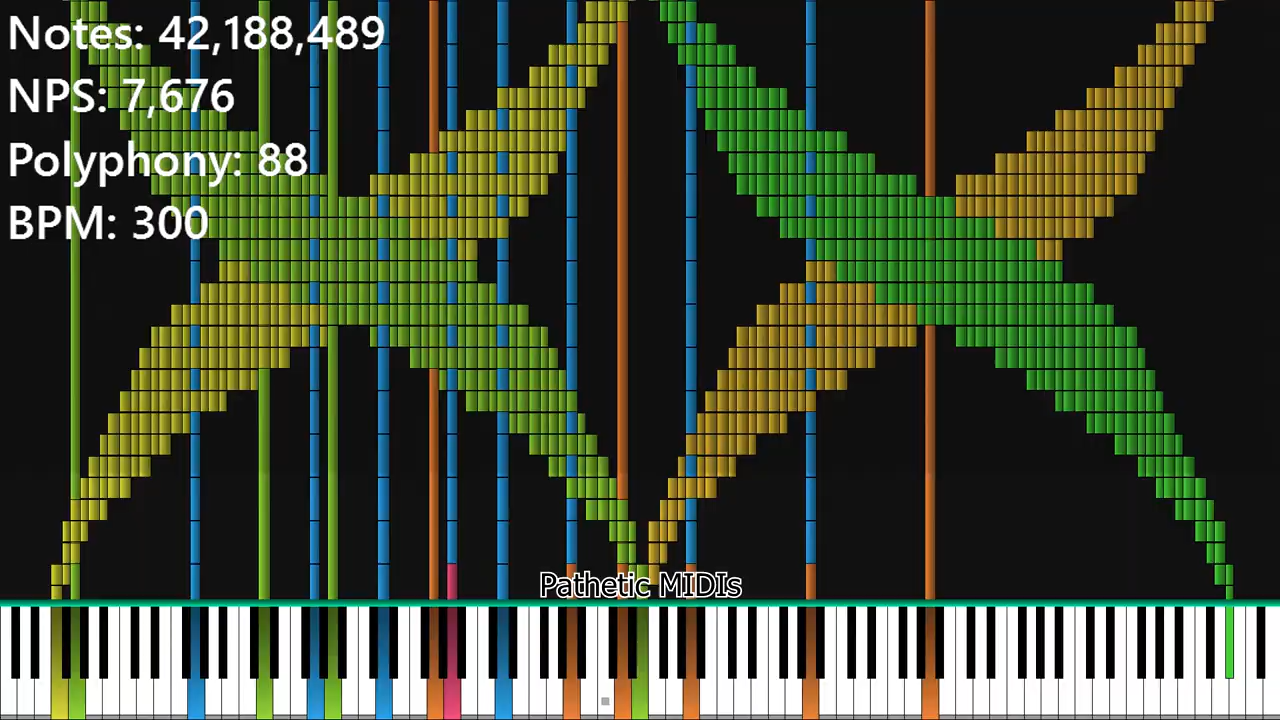 Notes: 42,188,489
NPS: 7,676
Polyphony: 88
BPM: 300
Pathetic MIDIs